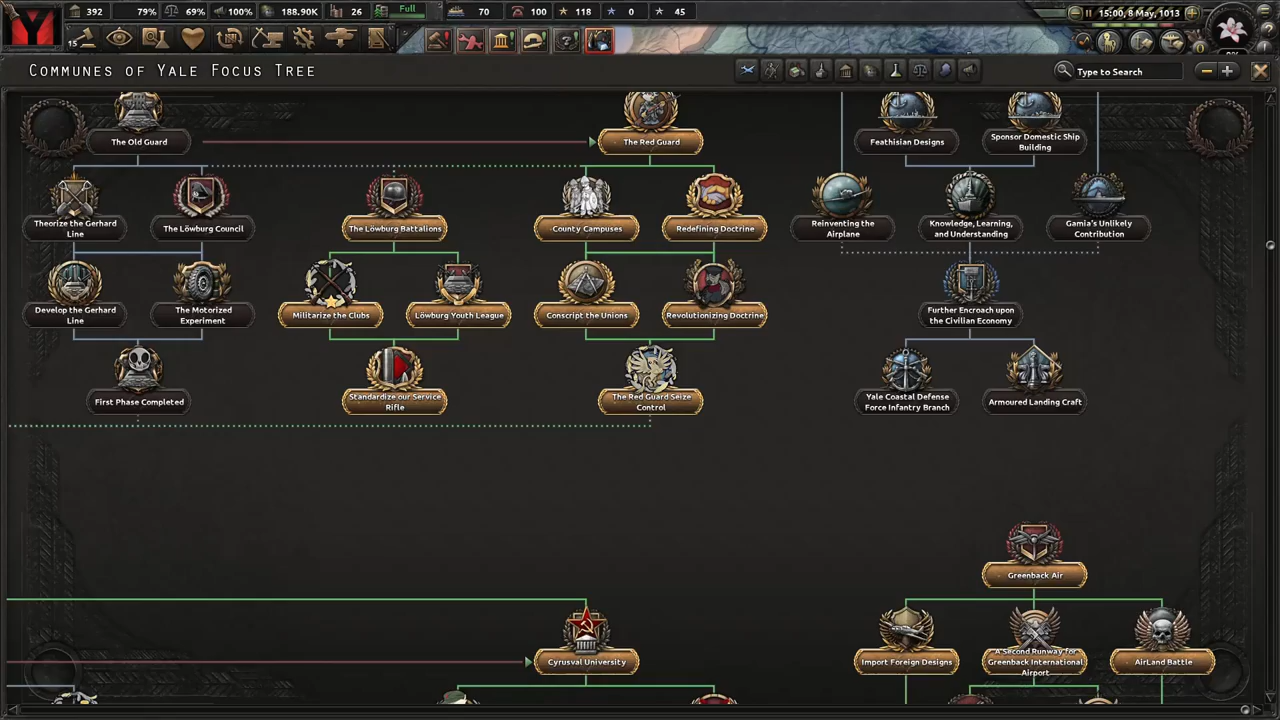 392 79% 69% 100% 188.90K 26 Full 70 100 118 0 45 15:00, 8 May, 1013
15
Communes of Yale Focus Tree
Type to Search
The Old Guard
The Red Guard
Feathisian Designs
Sponsor Domestic Ship
Building
Theorize the Gerhard
Line
The Löwburg Council
The Löwburg Battalions
County Campuses
Redefining Doctrine
Reinventing the
Airplane
Knowledge, Learning,
and Understanding
Gamia's Unlikely
Contribution
Develop the Gerhard
Line
The Motorized
Experiment
Militarize the Clubs
Löwburg Youth League
Conscript the Unions
Revolutionizing Doctrine
Further Encroach upon
the Civilian Economy
First Phase Completed
Standardize our Service
Rifle
The Red Guard Seize
Control
Yale Coastal Defense
Force Infantry Branch
Armoured Landing Craft
Greenback Air
Cyrusval University
Import Foreign Designs
A Second Runway for
Greenback International
Airport
AirLand Battle